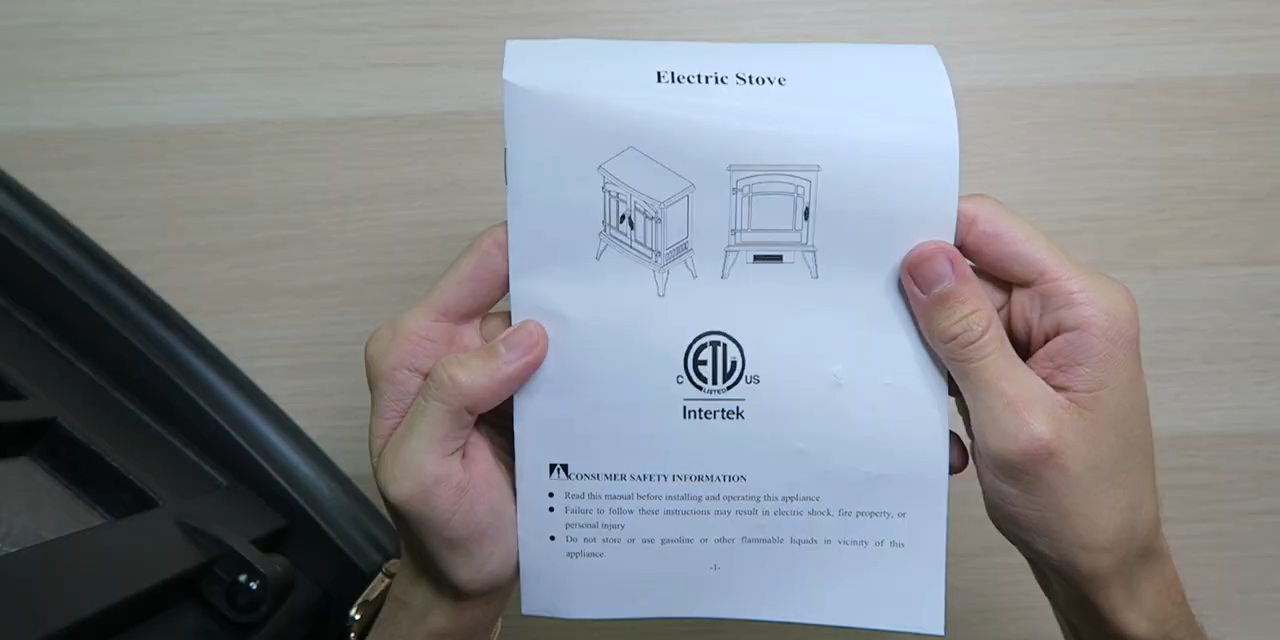 Electric Stove
ETL
C LISTED US
Intertek
CONSUMER SAFETY INFORMATION
● Read this manual before installing and operating this appliance
● Failure to follow these instructions may result in electric shock, fire property, or
personal injury
● Do not store or use gasoline or other flammable liquids in vicinity of this
appliance.
-1-